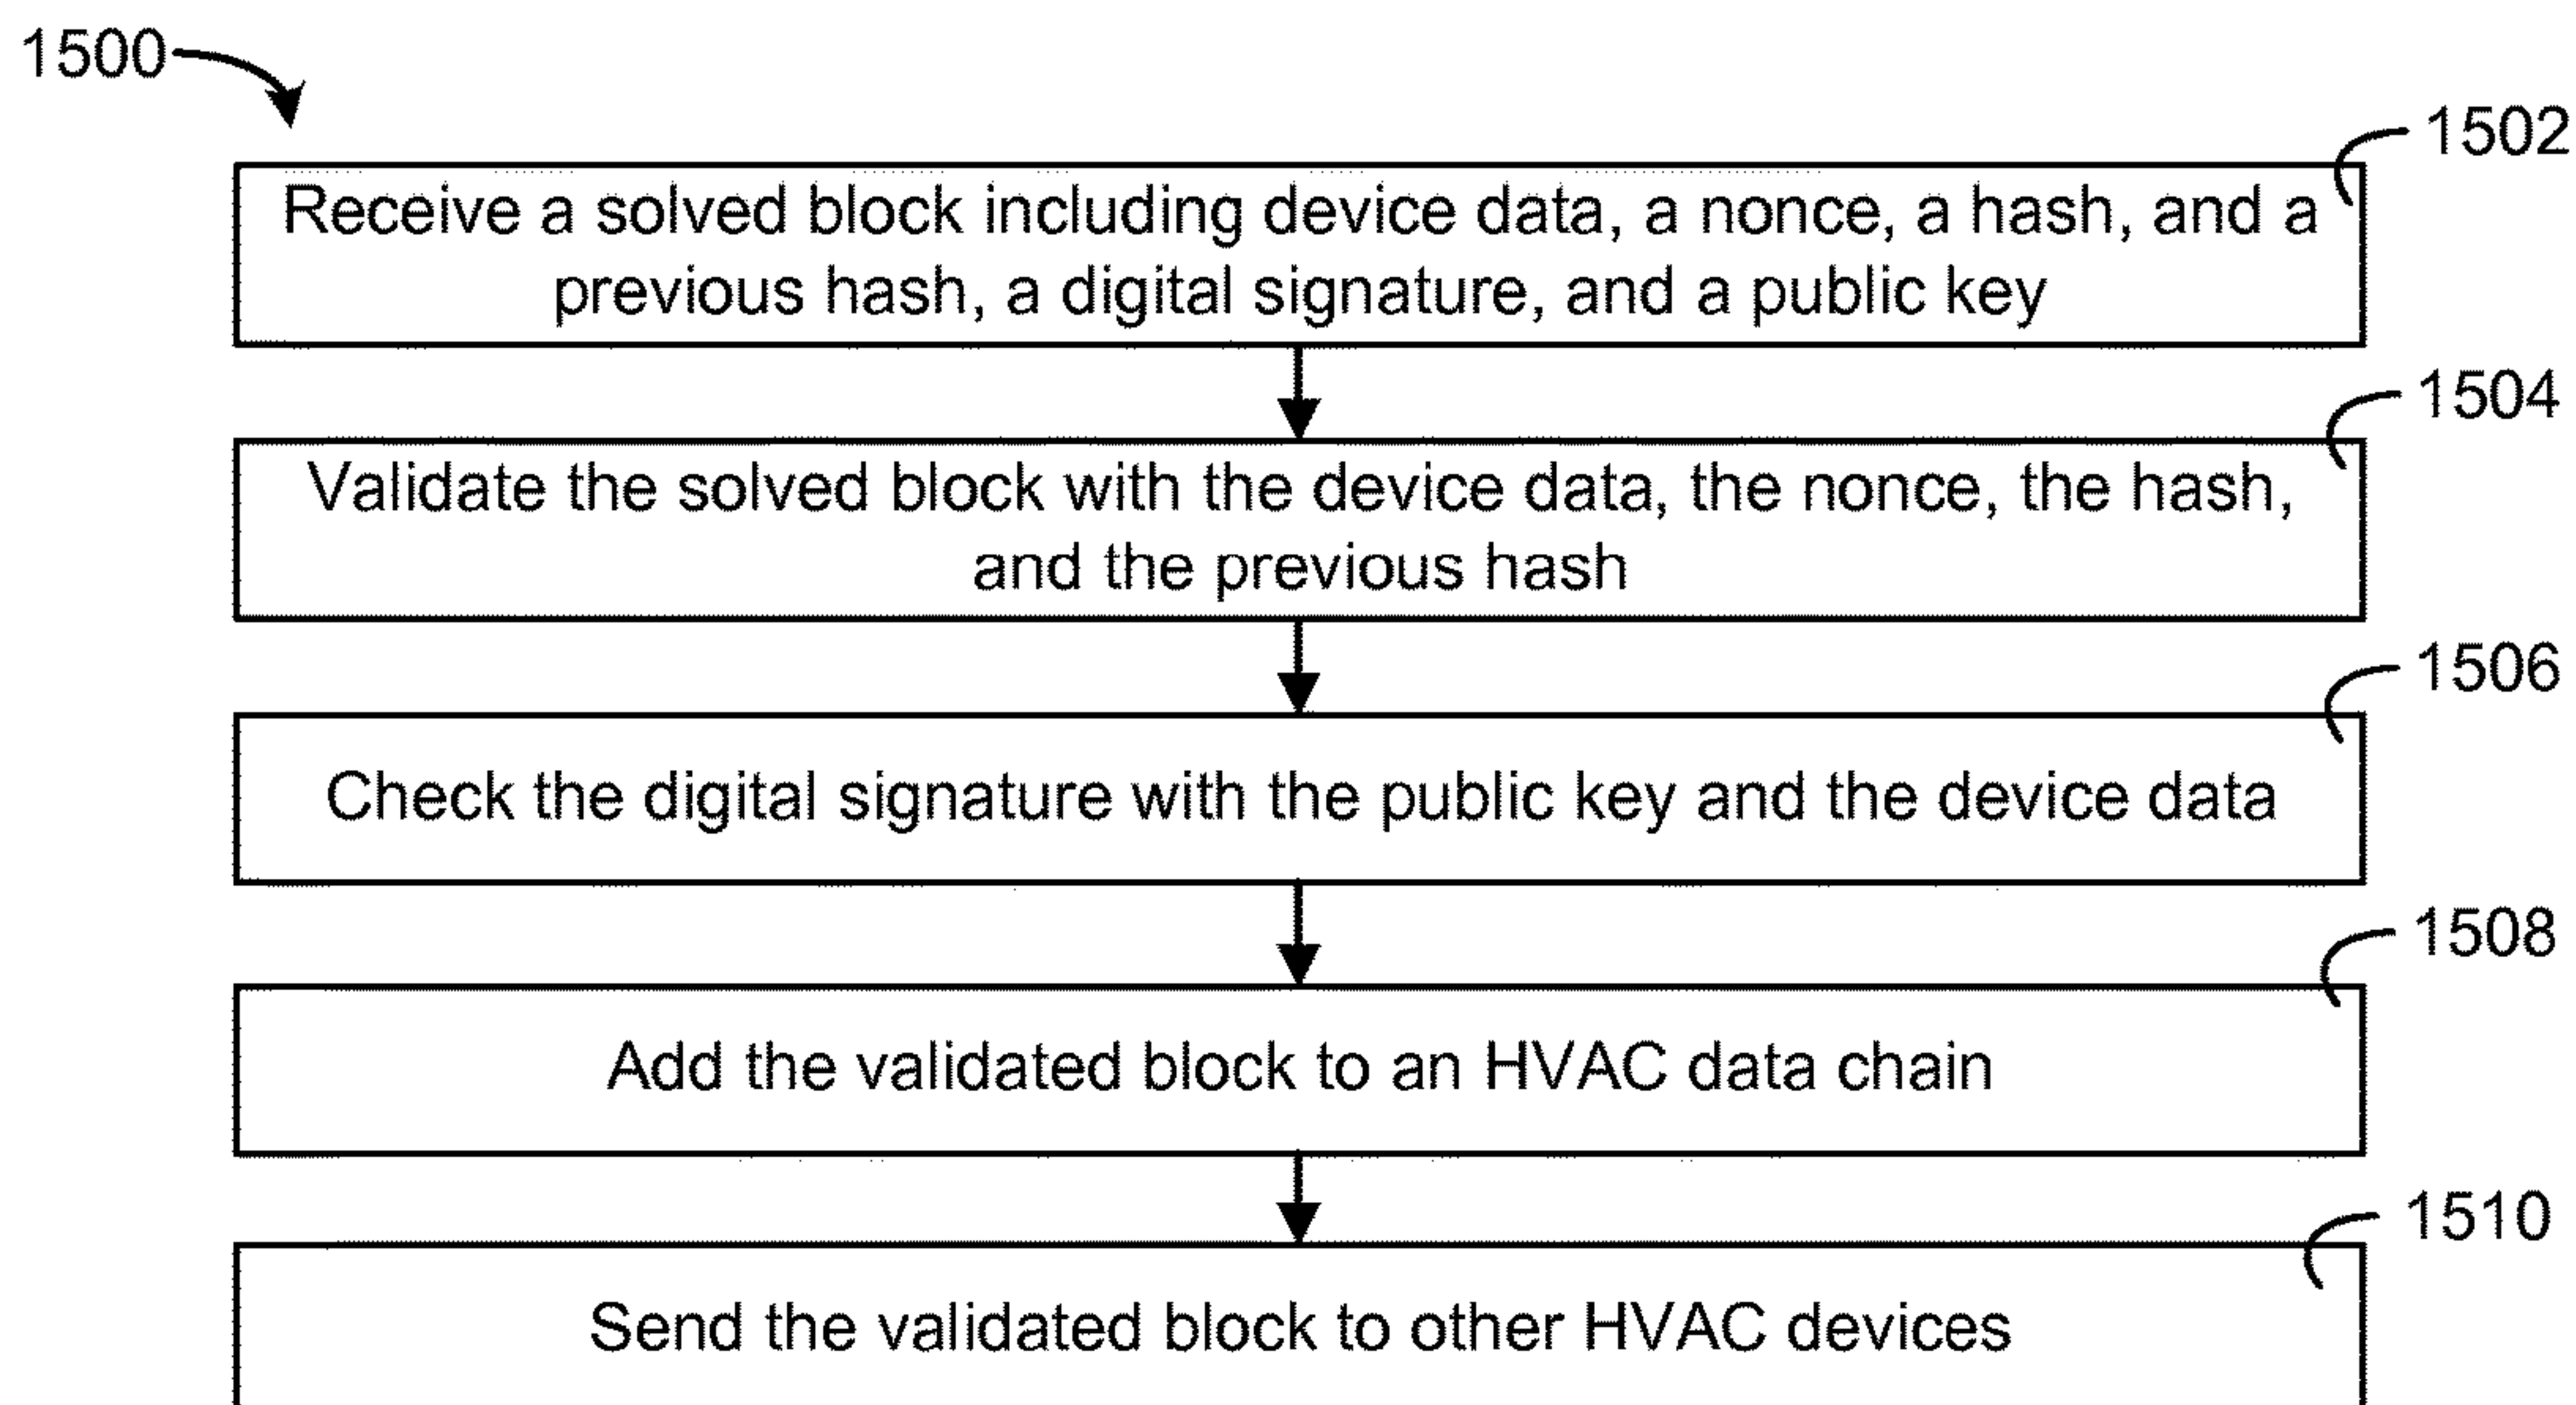 1500
1502
Receive a solved block including device data, a nonce, a hash, and a
previous hash, a digital signature, and a public key
1504
Validate the solved block with the device data, the nonce, the hash,
and the previous hash
1506
Check the digital signature with the public key and the device data
1508
Add the validated block to an HVAC data chain
1510
Send the validated block to other HVAC devices